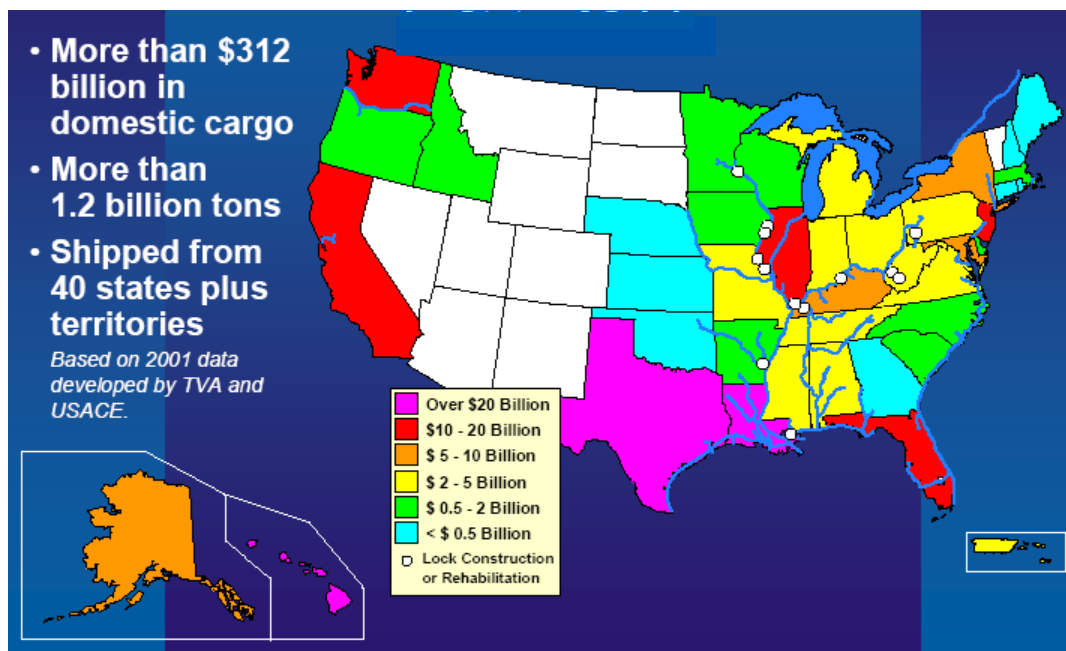 • More than $312
billion in
domestic cargo
• More than
1.2 billion tons
• Shipped from
40 states plus
territories
Based on 2001 data
developed by TVA and
USACE.
Over $20 Billion
$10 - 20 Billion
$ 5 - 10 Billion
$ 2 - 5 Billion
$ 0.5 - 2 Billion
< $ 0.5 Billion
Lock Construction
or Rehabilitation